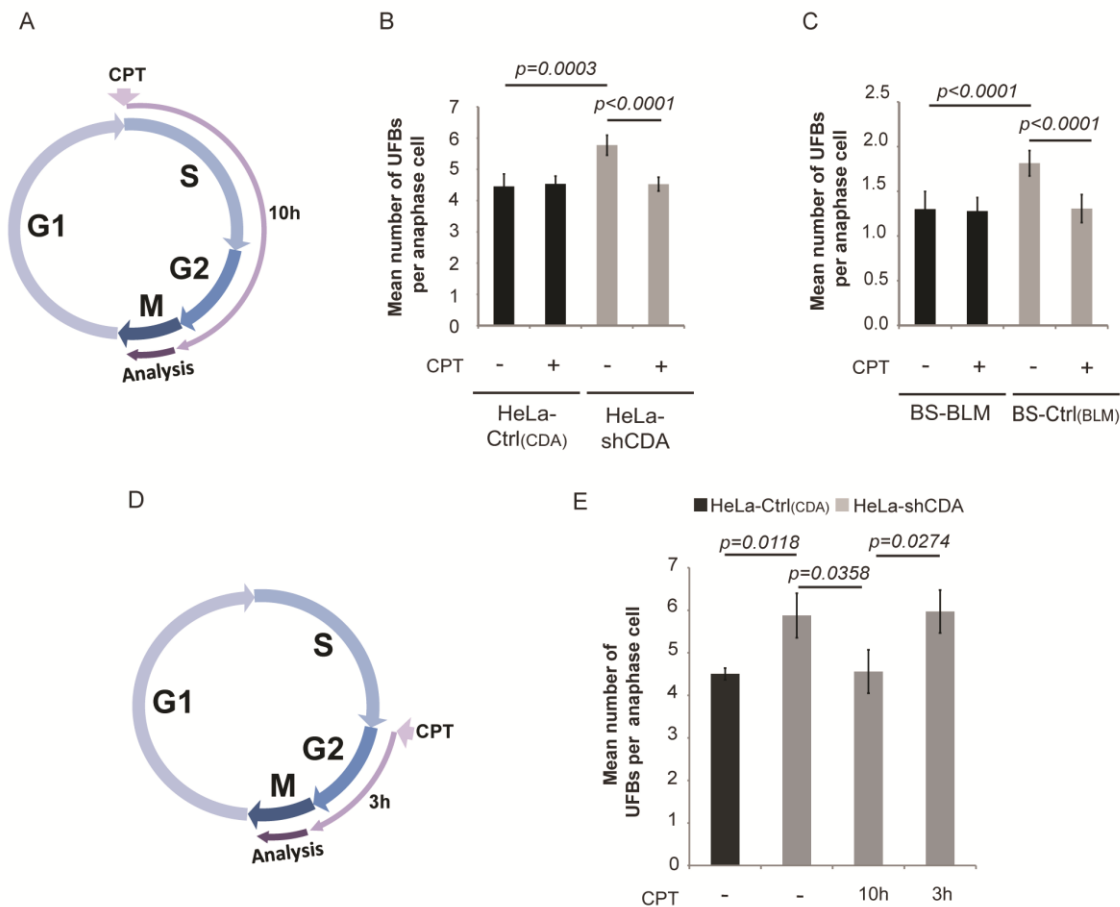 A
CPT
S
G1
10h
G2
M
Analysis
B
p=0.0003
p<0.0001
Mean number of UFBs
per anaphase cell
7
6
5
4
3
2
1
0
CPT - + - +
HeLa-
Ctrl(CDA)
HeLa-
shCDA
C
p<0.0001
p<0.0001
Mean number of UFBs
per anaphase cell
2.5
2.0
1.5
1.0
0.5
0.0
CPT - + - +
BS-BLM BS-Ctrl(BLM)
D
S
G1
CPT
G2
M
3h
Analysis
E
HeLa-Ctrl(CDA) HeLa-shCDA
p=0.0118 p=0.0274
p=0.0358
Mean number of
UFBs per anaphase cell
7
6
5
4
3
2
1
0
CPT - - 10h 3h